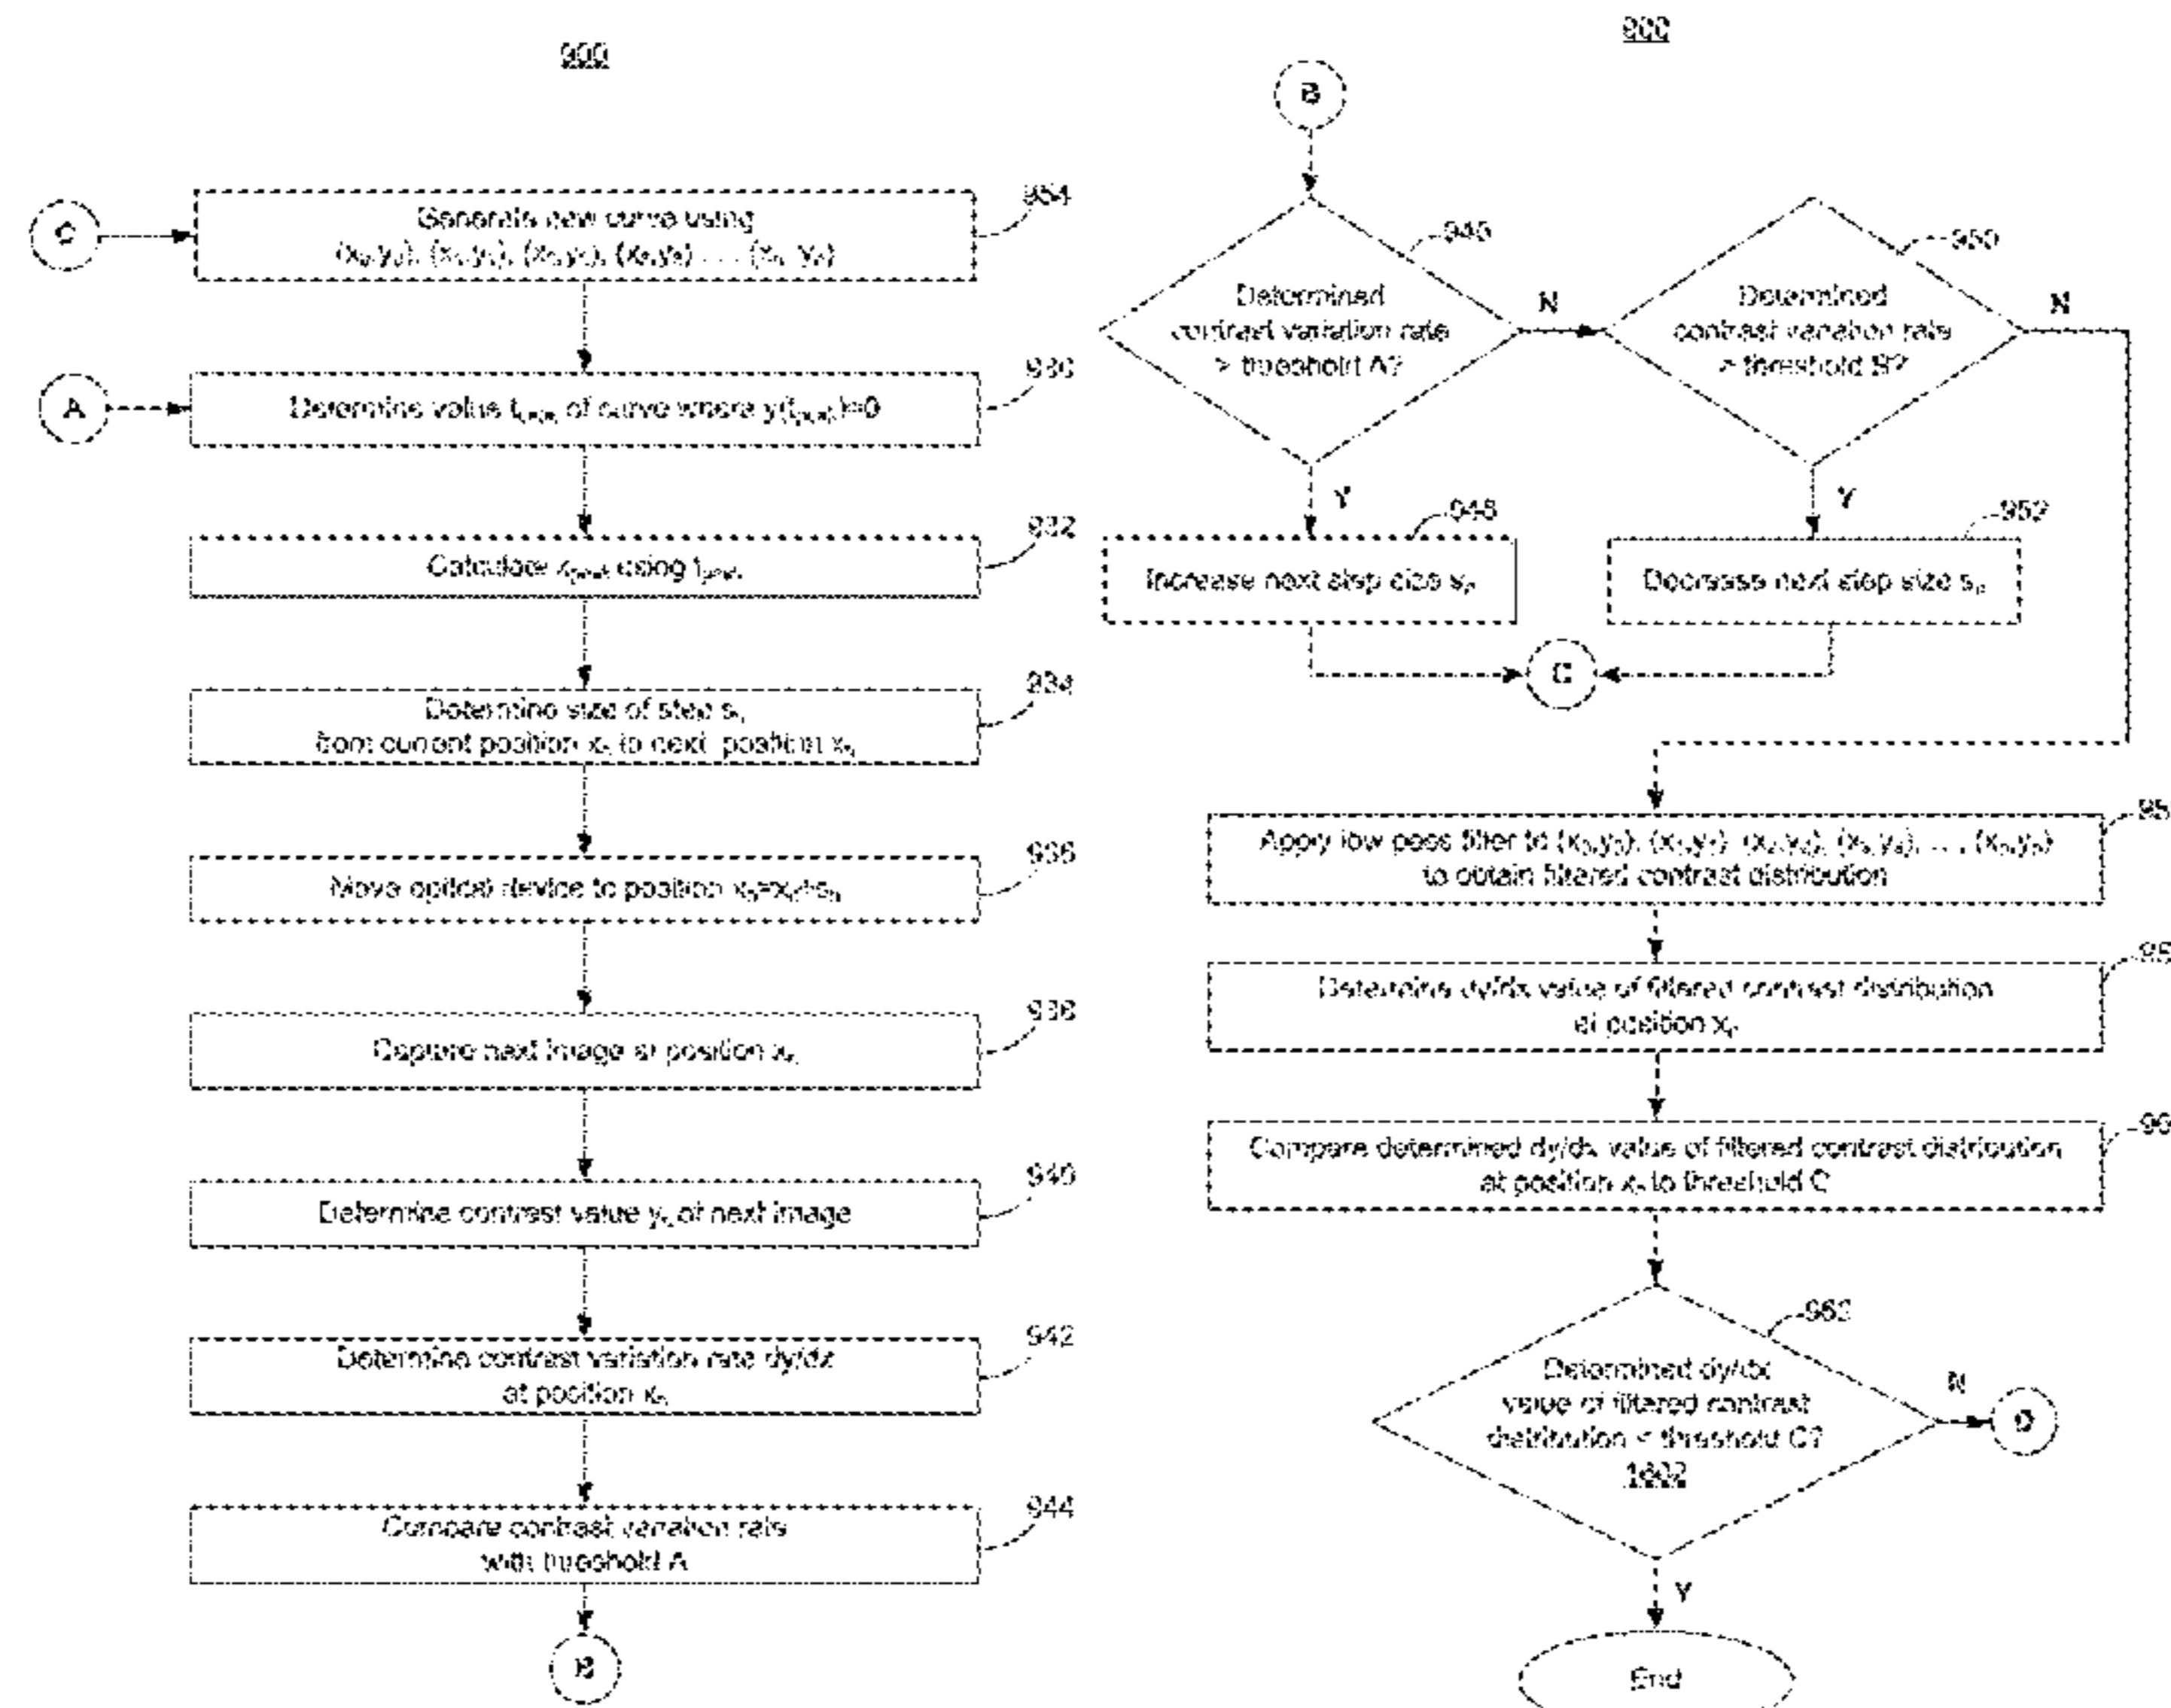 900
C
Generate new curve using
954
A
Determine value t of curve where
930
Calculate using
932
Determine size of step
from current position to next position
934
Move optical device to position
936
Capture next image at position
938
Determine contrast value of next image
940
Determine contrast variation rate
at position
942
Compare contrast variation rate
with threshold A
944
B
900
B
Determined
contrast variation rate
> threshold A?
946
N
Y
Determined
contrast variation rate
> threshold B?
950
N
Y
Increase next step size
948
Decrease next step size
952
C
Apply low pass filter to
to obtain filtered contrast distribution
Determine dy/dx value of filtered contrast distribution
at position
Compare determined dy/dx value of filtered contrast distribution
at position to threshold C
962
Determined dy/dx
value of filtered contrast
distribution < threshold C?
N
D
Y
End